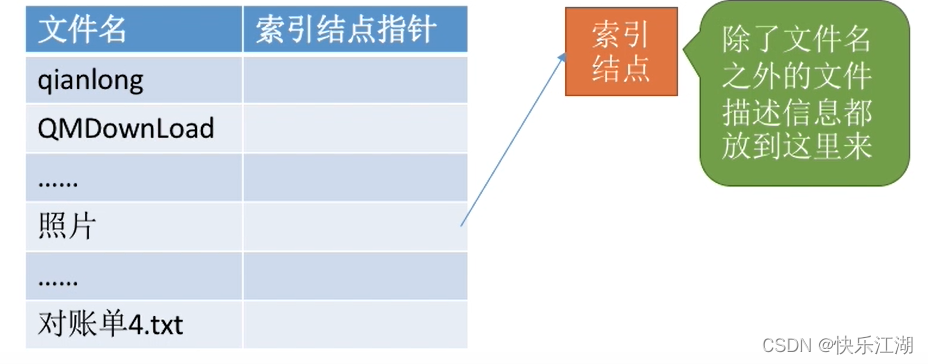 文件名 索引结点指针
qianlong
QMDownLoad
……
照片
……
对账单4.txt
索引
结点
除了文件名
之外的文件
描述信息都
放到这里来
CSDN @快乐江湖